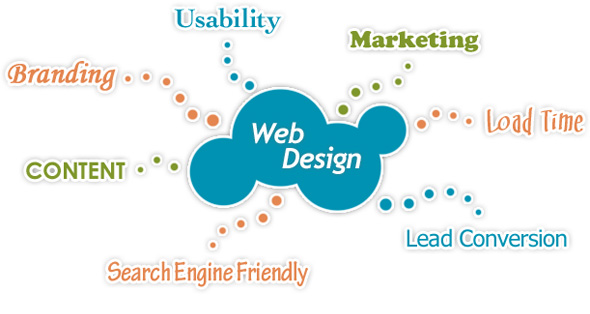 Usability
Marketing
Branding
Load Time
Web
Design
CONTENT
Lead Conversion
Search Engine Friendly